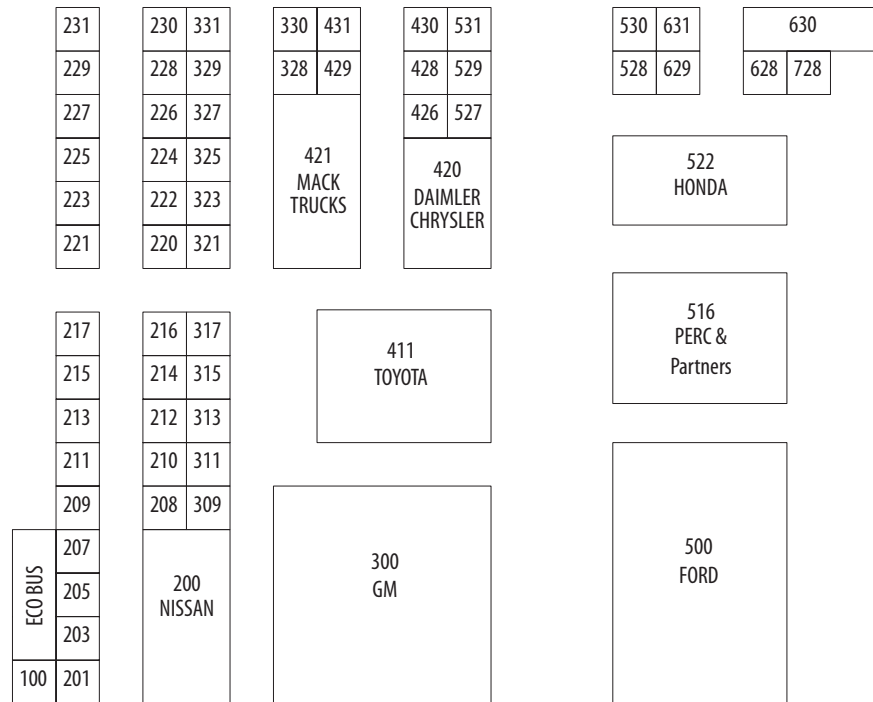 231 230 331 330 431 430 531 530 631 630
229 228 329 328 429 428 529 528 629 628 728
227 226 327 426 527
225 224 325 421 420 522
MACK DAIMLER HONDA
223 222 323 TRUCKS CHRYSLER
221 220 321
217 216 317 516
411 PERC &
215 214 315 TOYOTA Partners
213 212 313
211 210 311
209 208 309
207 300 500
ECO BUS 205 200 GM FORD
NISSAN
203
100 201